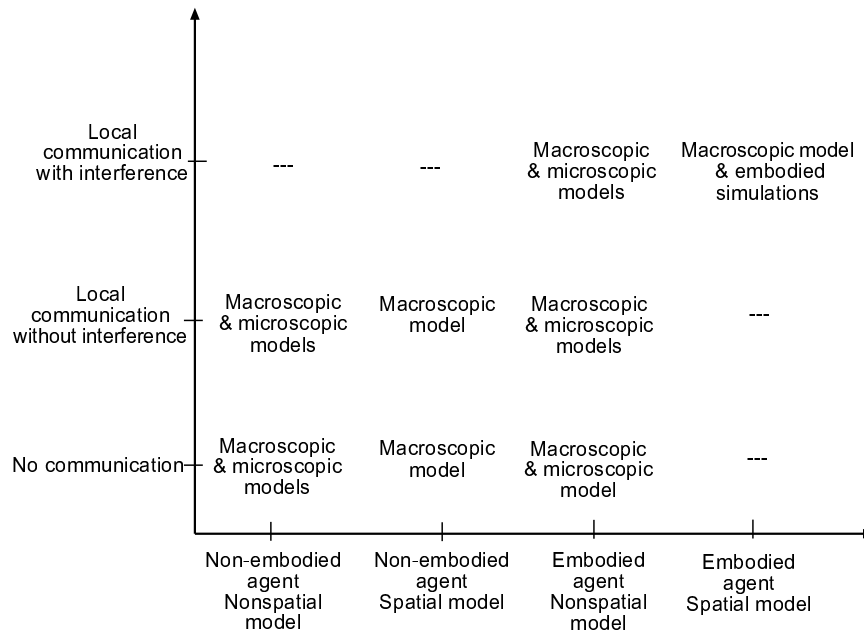 Local
communication
with interference
---
---
Macroscopic
& microscopic
models
Macroscopic model
& embodied
simulations
Local
communication
without interference
Macroscopic
& microscopic
models
Macroscopic
model
Macroscopic
& microscopic
models
---
No communication
Macroscopic
& microscopic
models
Macroscopic
model
Macroscopic
& microscopic
model
---
Non-embodied
agent
Nonspatial
model
Non-embodied
agent
Spatial model
Embodied
agent
Nonspatial
model
Embodied
agent
Spatial model